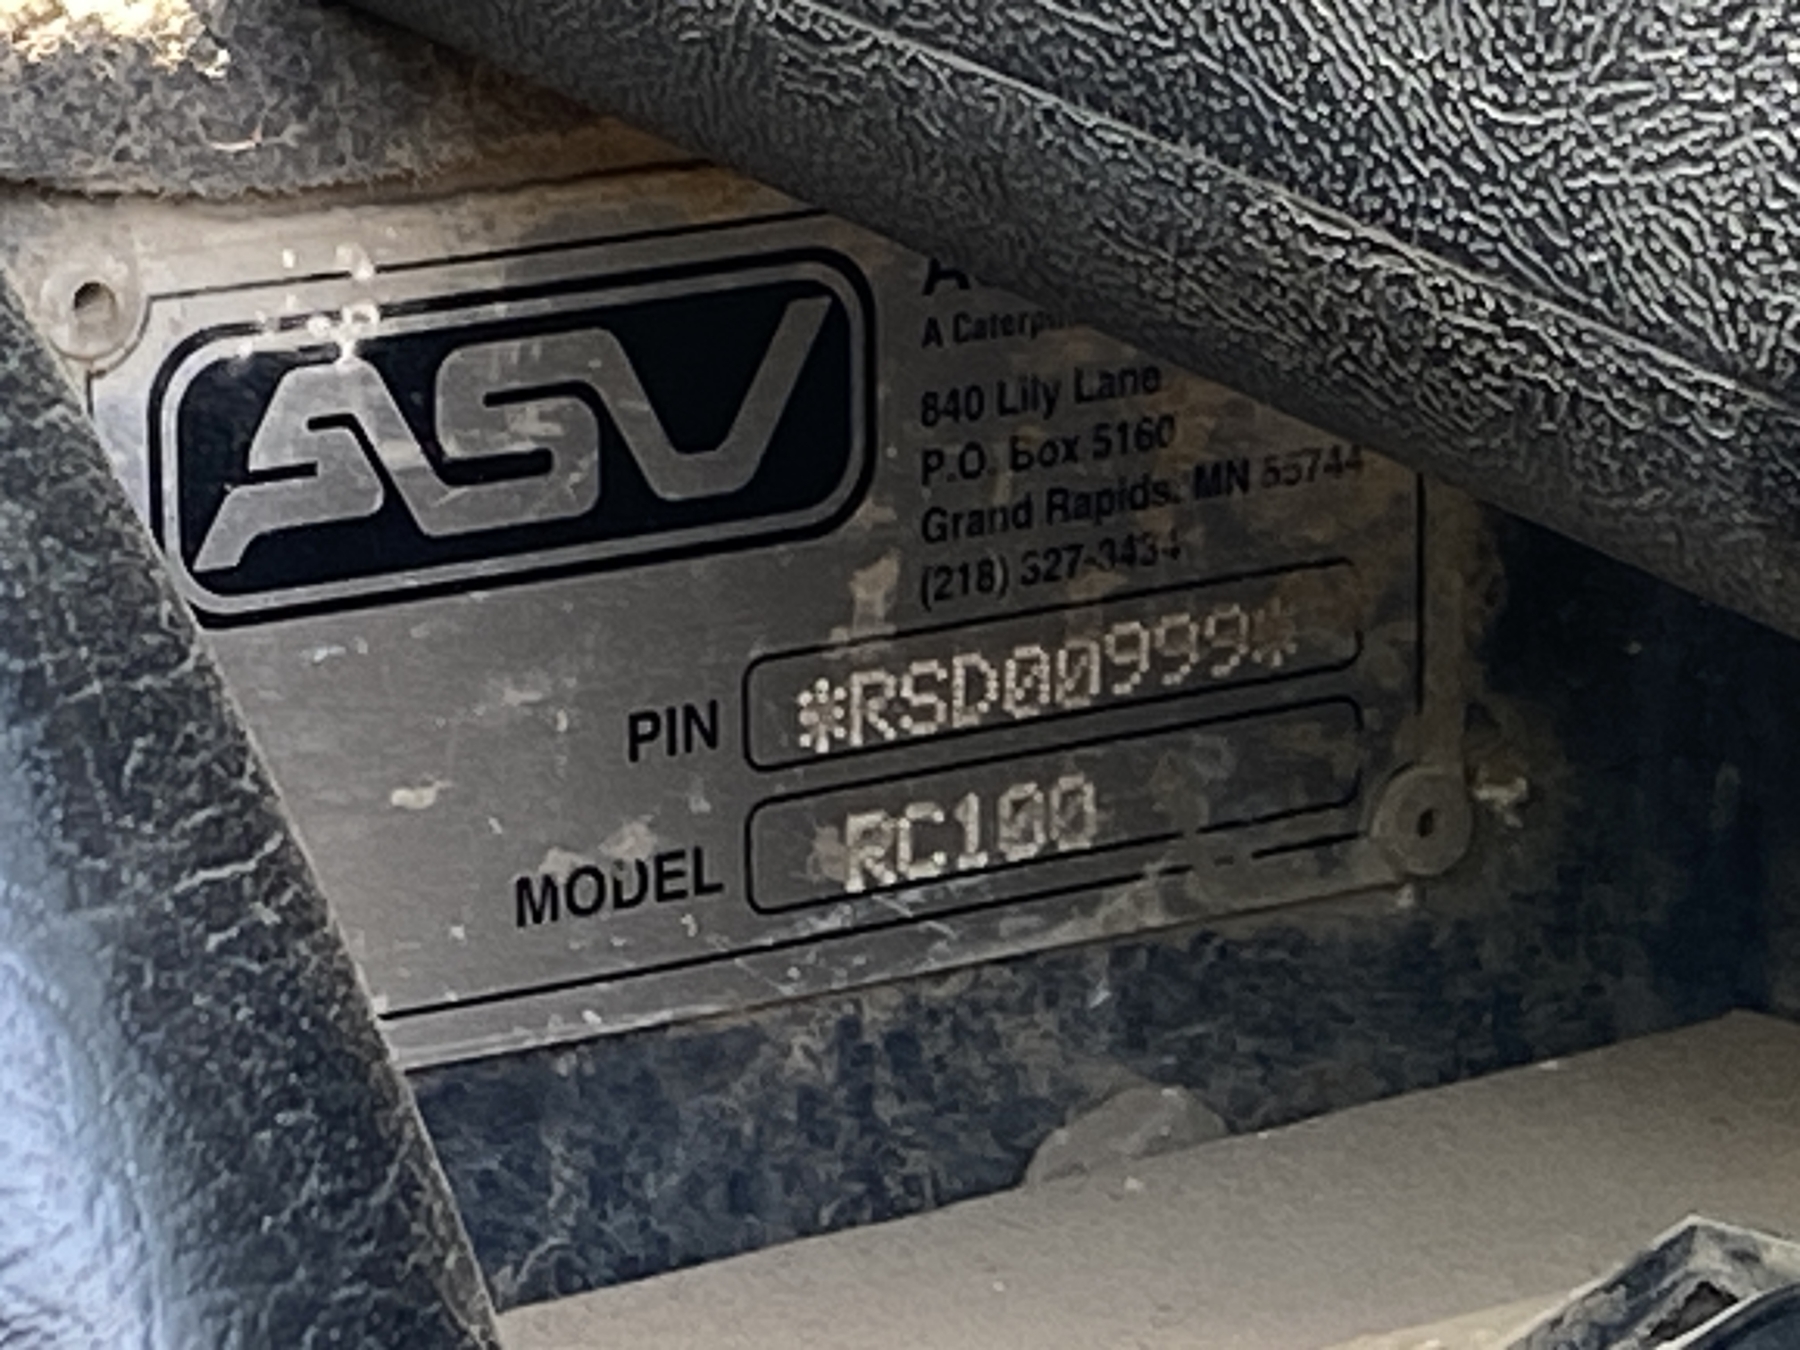 ASV
A Caterp
840 Lily Lane
P.O. Box 5160
Grand Rapids, MN 55744
(218) 327-3434
PIN *RSD00999*
MODEL RC100